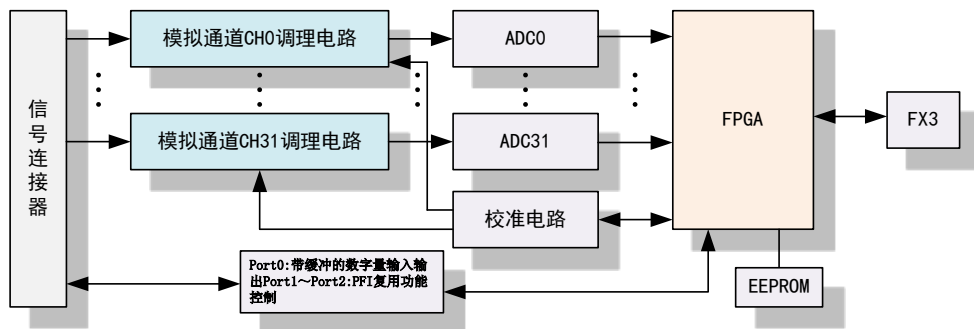 信号连接器
模拟通道CH0调理电路
ADC0
模拟通道CH31调理电路
ADC31
校准电路
FPGA
FX3
Port0:带缓冲的数字量输入输
出Port1～Port2:PFI复用功能
控制
EEPROM